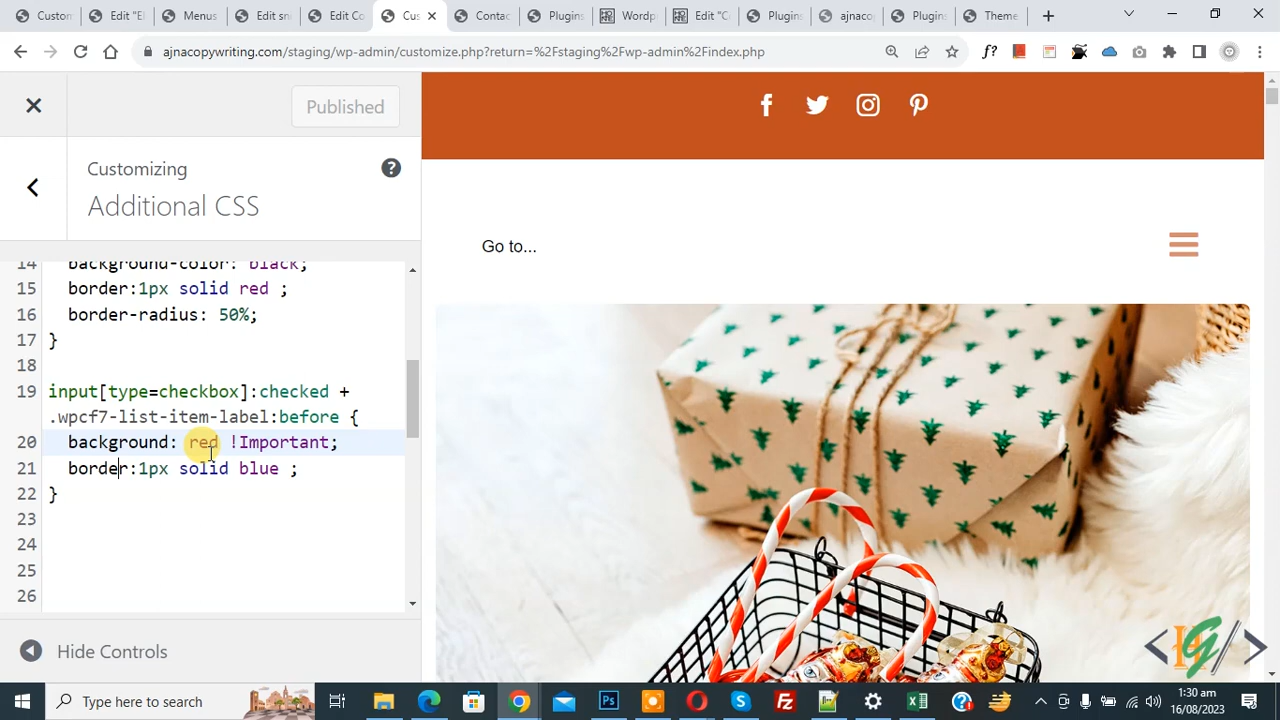 Custom
Edit "El
Menus
Edit sni
Edit Co
Cus
Contac
Plugins
Wordp
Edit "C
Plugins
ajnaco
Plugins
Theme
ajnacopywriting.com/staging/wp-admin/customize.php?return=%2Fstaging%2Fwp-admin%2Findex.php
f?
Published
Customizing
Additional CSS
14 background-color: black;
15 border:1px solid red ;
16 border-radius: 50%;
17 }
18
19 input[type=checkbox]:checked +
.wpcf7-list-item-label:before {
20 background: red !Important;
21 border:1px solid blue ;
22 }
23
24
25
26
Hide Controls
Go to...
Type here to search
1:30 am
16/08/2023